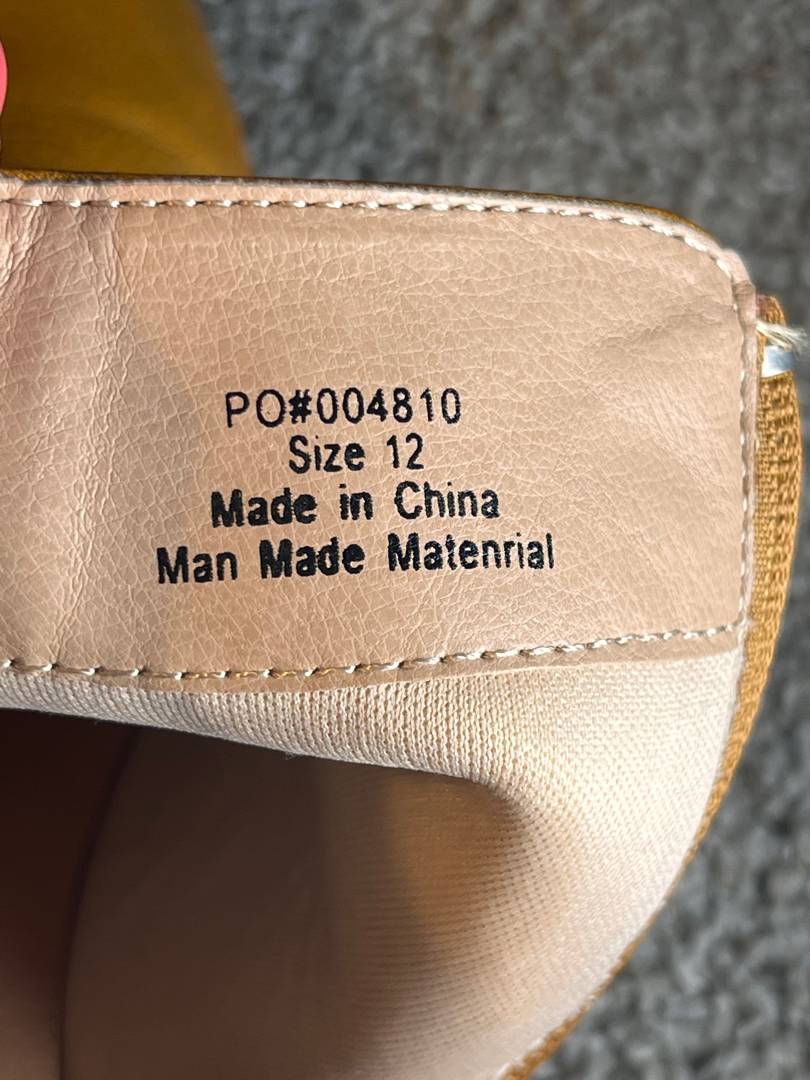 PO#004810
Size 12
Made in China
Man Made Matenrial